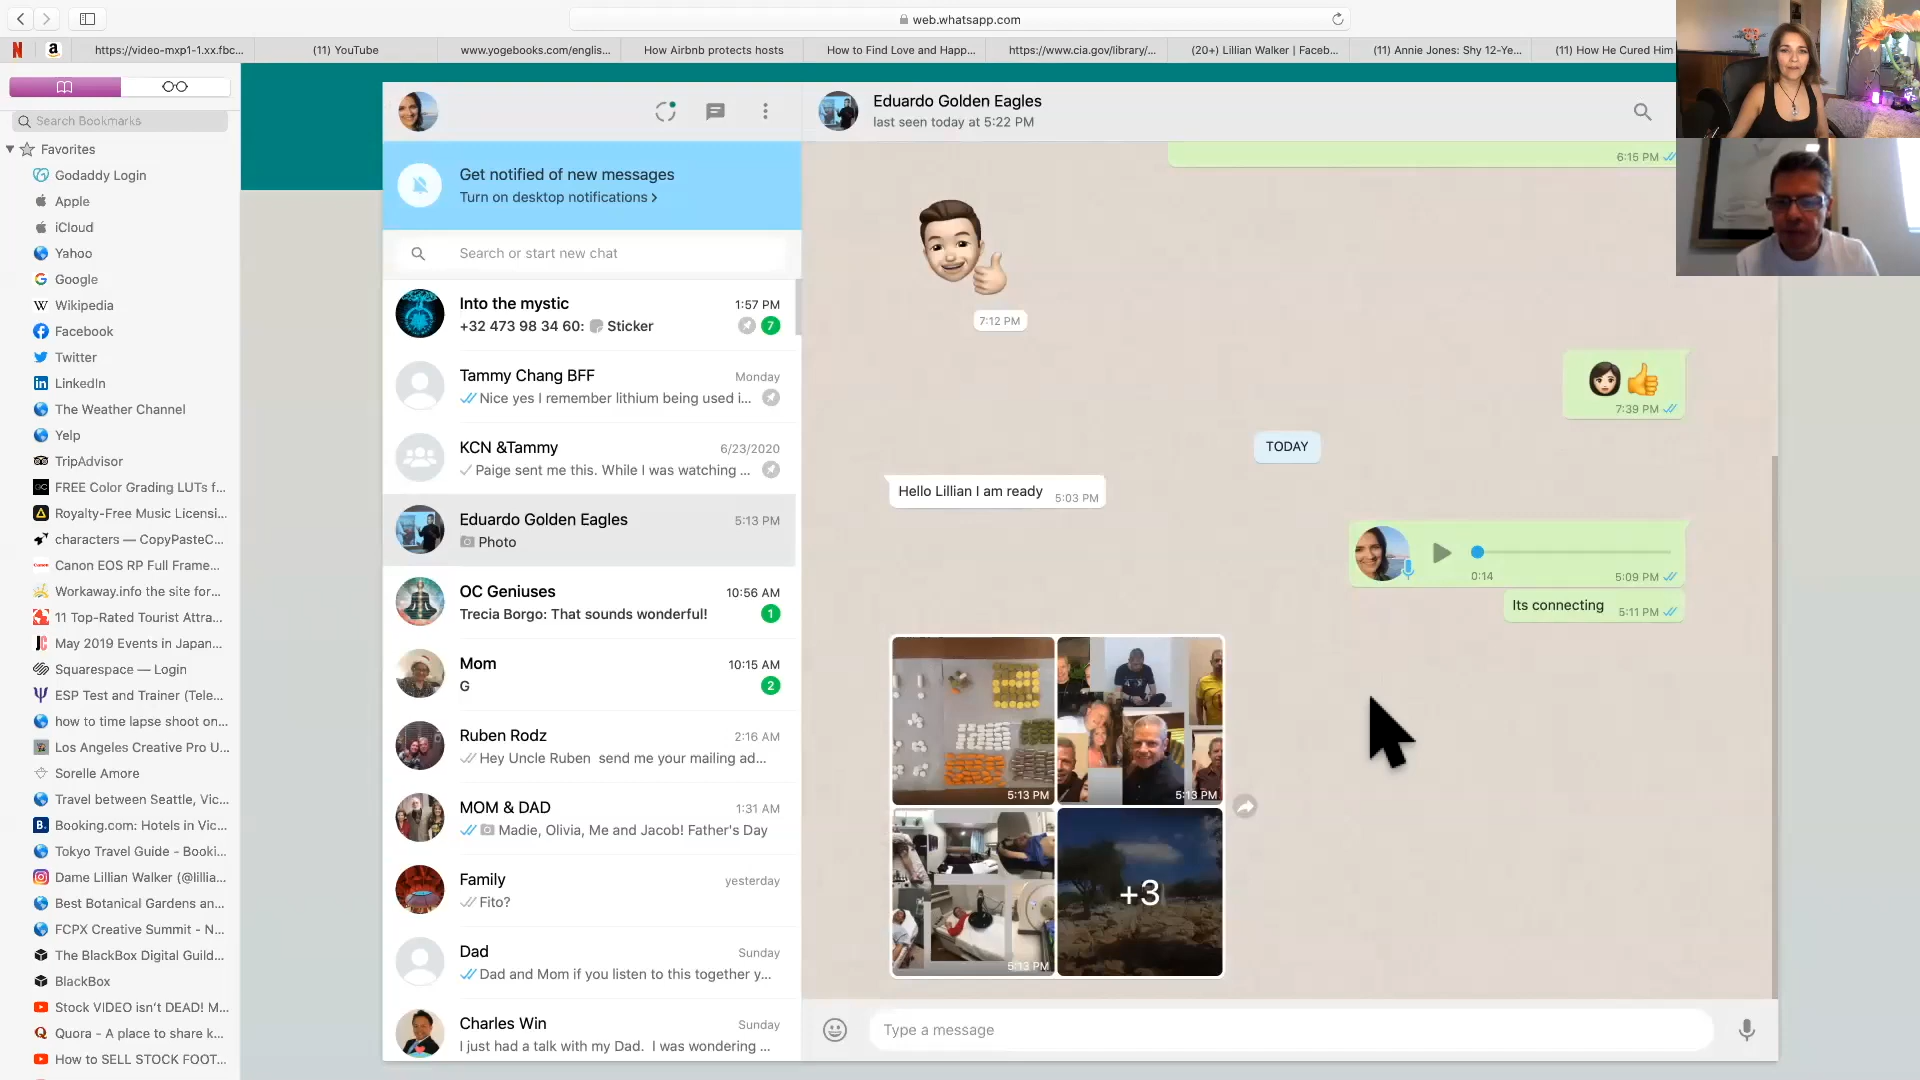 web.whatsapp.com
https://video-mxp1-1.xx.fbc...
(11) YouTube
www.yogebooks.com/englis...
How Airbnb protects hosts
How to Find Love and Happ...
https://www.cia.gov/library/...
(20+) Lillian Walker | Faceb...
(11) Annie Jones: Shy 12-Ye...
(11) How He Cured Him
Search Bookmarks
Favorites
Godaddy Login
Apple
iCloud
Yahoo
Google
Wikipedia
Facebook
Twitter
LinkedIn
The Weather Channel
Yelp
TripAdvisor
FREE Color Grading LUTs f...
Royalty-Free Music Licensi...
characters — CopyPasteC...
Canon EOS RP Full Frame...
Workaway.info the site for...
11 Top-Rated Tourist Attra...
May 2019 Events in Japan...
Squarespace — Login
ESP Test and Trainer (Tele...
how to time lapse shoot on...
Los Angeles Creative Pro U...
Sorelle Amore
Travel between Seattle, Vic...
Booking.com: Hotels in Vic...
Tokyo Travel Guide - Booki...
Dame Lillian Walker (@lillia...
Best Botanical Gardens an...
FCPX Creative Summit - N...
The BlackBox Digital Guild...
BlackBox
Stock VIDEO isn't DEAD! M...
Quora - A place to share k...
How to SELL STOCK FOOT...
Get notified of new messages
Turn on desktop notifications >
Search or start new chat
Into the mystic 1:57 PM
+32 473 98 34 60: Sticker 7
Tammy Chang BFF Monday
Nice yes I remember lithium being used i...
KCN &Tammy 6/23/2020
Paige sent me this. While I was watching ...
Eduardo Golden Eagles 5:13 PM
Photo
OC Geniuses 10:56 AM
Trecia Borgo: That sounds wonderful! 1
Mom 10:15 AM
G 2
Ruben Rodz 2:16 AM
Hey Uncle Ruben send me your mailing ad...
MOM & DAD 1:31 AM
Madie, Olivia, Me and Jacob! Father's Day
Family yesterday
Fito?
Dad Sunday
Dad and Mom if you listen to this together y...
Charles Win Sunday
I just had a talk with my Dad. I was wondering ...
Eduardo Golden Eagles
last seen today at 5:22 PM
6:15 PM
7:12 PM
7:39 PM
TODAY
Hello Lillian I am ready 5:03 PM
0:14 5:09 PM
Its connecting 5:11 PM
5:13 PM
5:13 PM
5:13 PM
+3
Type a message